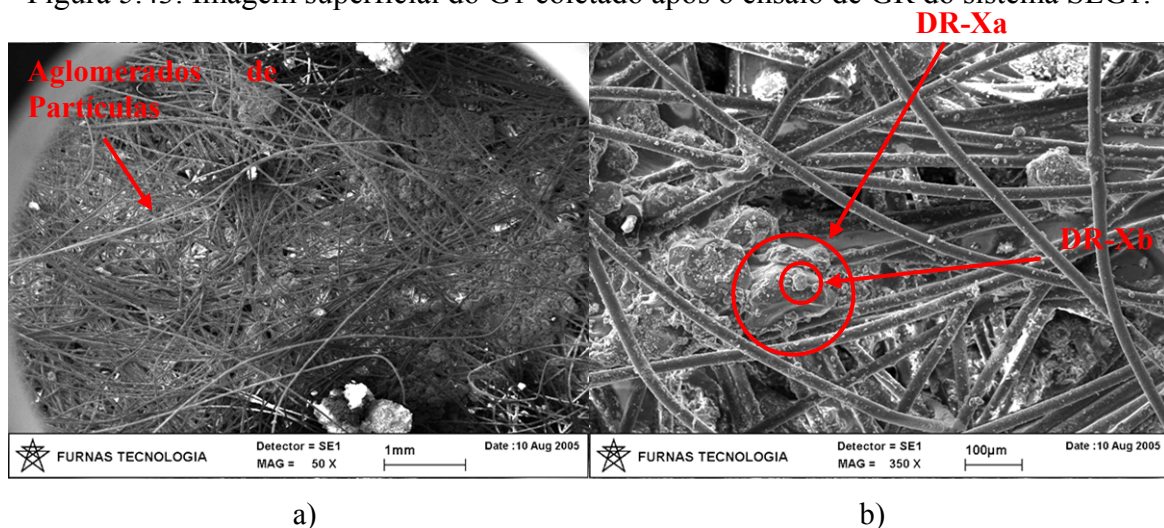 Figura 5.43: Imagem superficial do GT coletado após o ensaio de GR do sistema SEG1.
DR-Xa
Aglomerados de
Partículas
DR-Xb
FURNAS TECNOLOGIA
Detector = SE1
MAG = 50 X
1mm
Date :10 Aug 2005
FURNAS TECNOLOGIA
Detector = SE1
MAG = 350 X
100µm
Date :10 Aug 2005
a)
b)